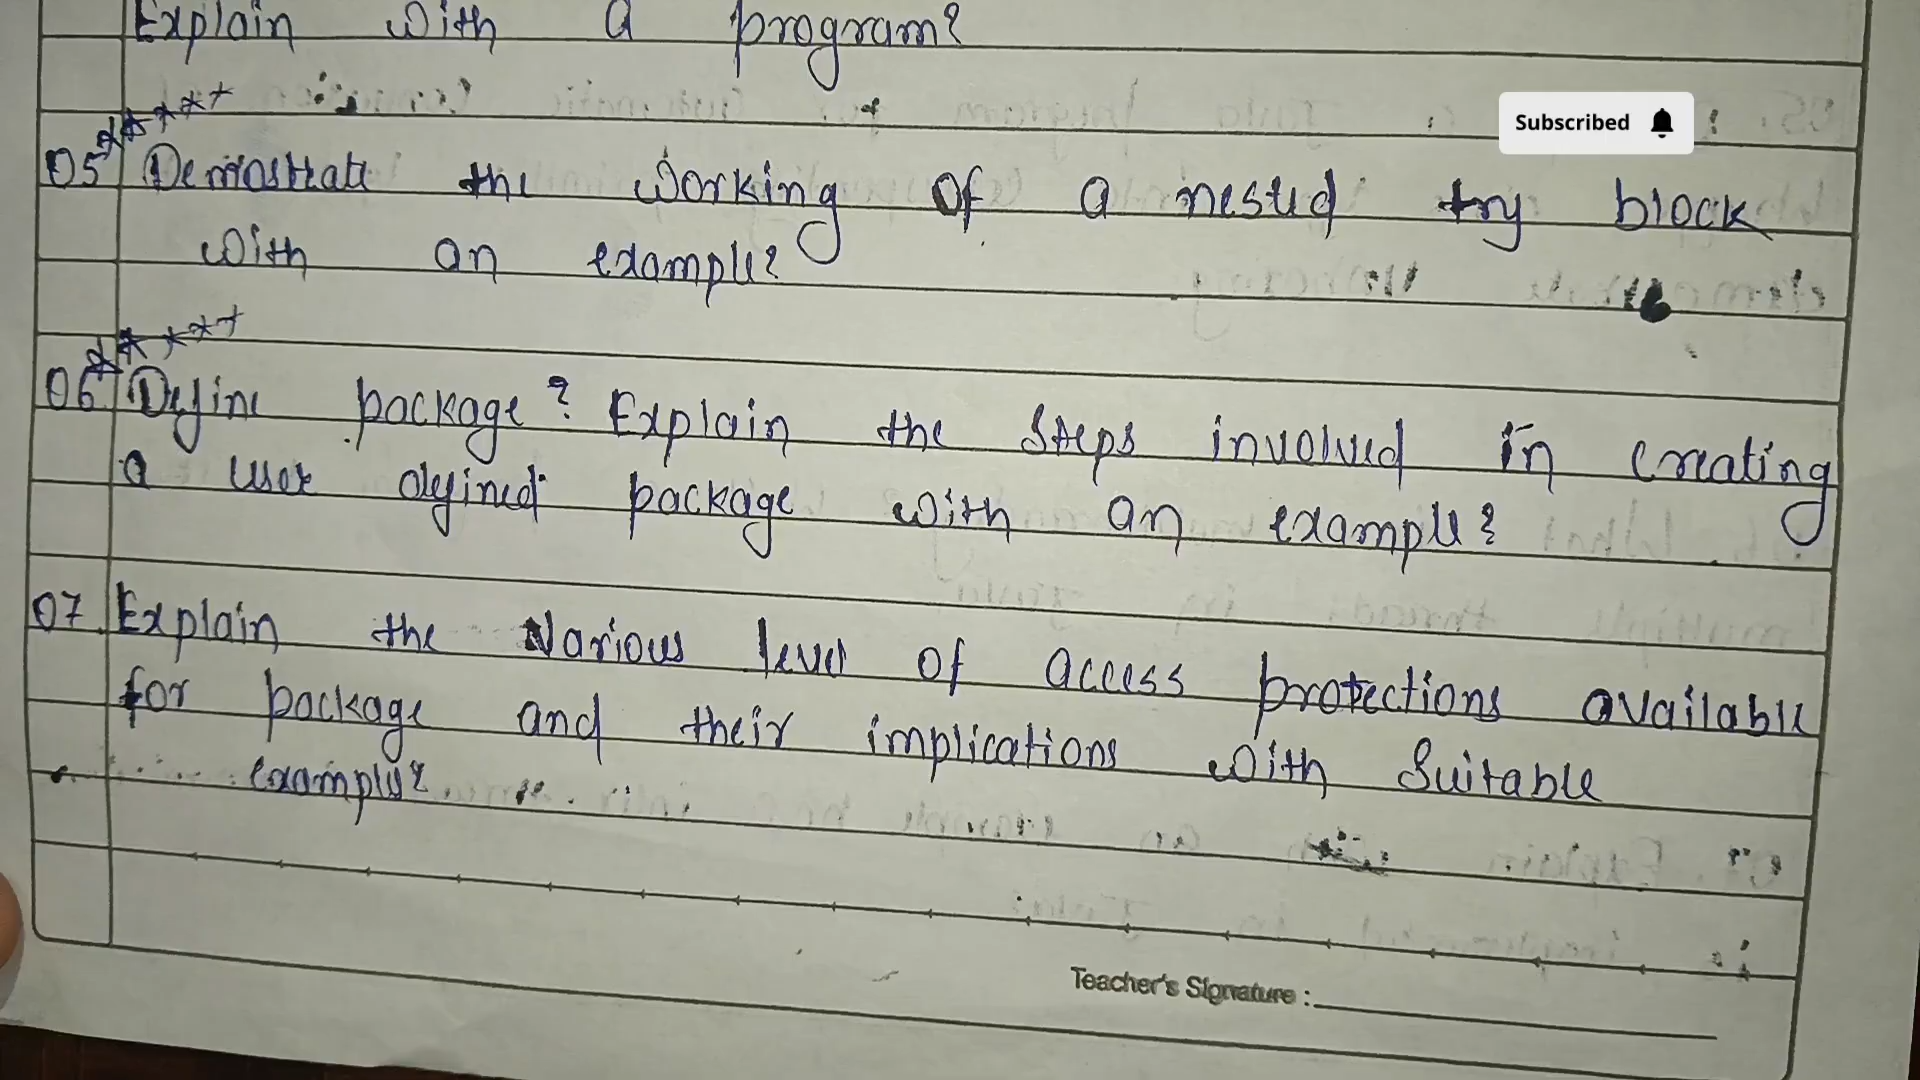 Explain with a program?
Subscribed
05 Demostrate the working of a nested try block
with an example?
06 Define package? Explain the steps involved in creating
a user defined package with an example?
07 Explain the various level of access protections available
for package and their implications with suitable
examples?
Teacher's Signature :